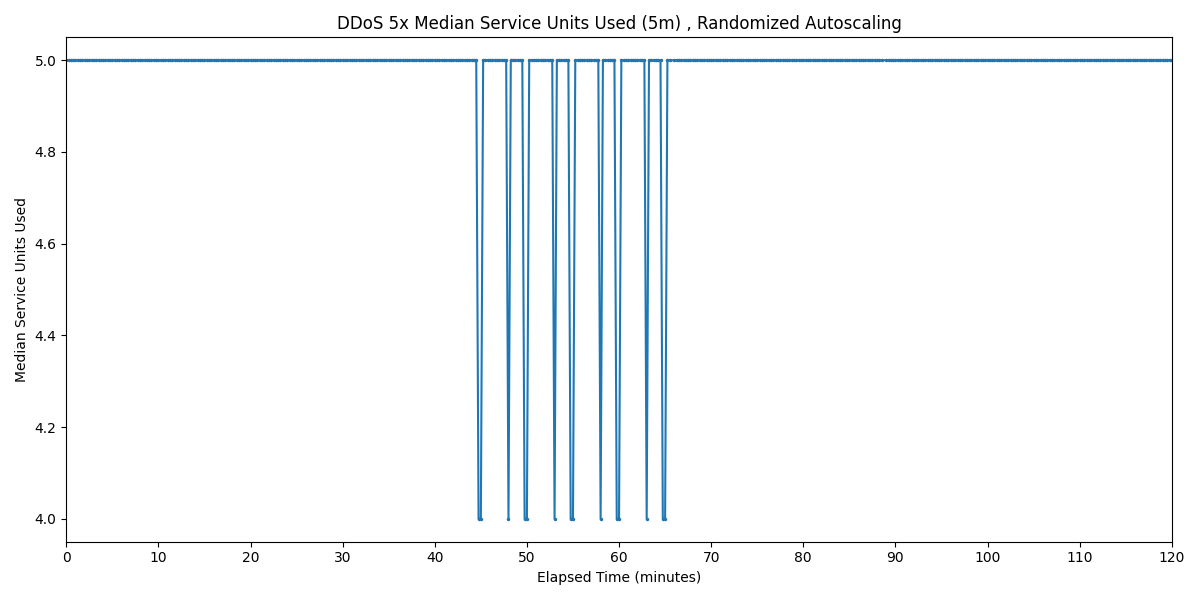 DDoS 5x Median Service Units Used (5m) , Randomized Autoscaling
5.0
4.8
4.6
4.4
4.2
4.0
Median Service Units Used
0 10 20 30 40 50 60 70 80 90 100 110 120
Elapsed Time (minutes)